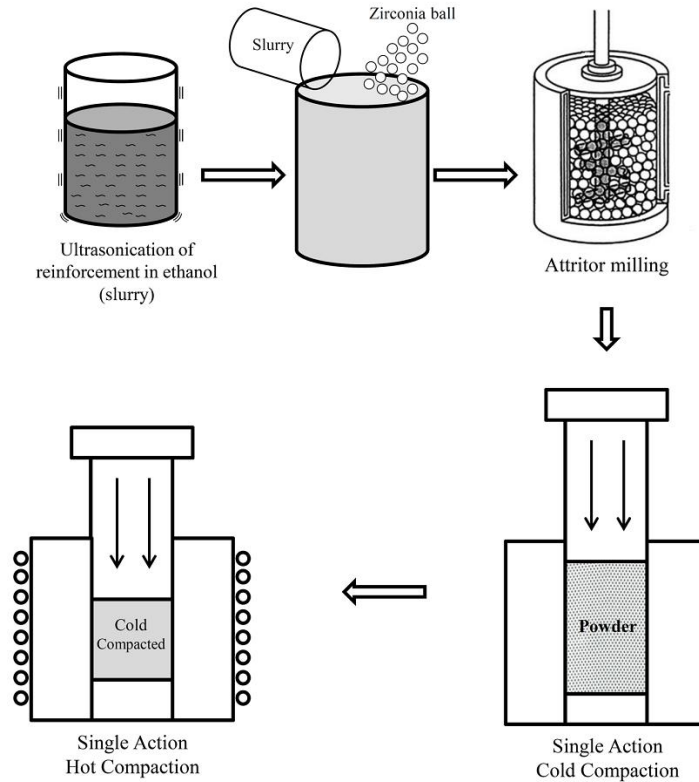 Slurry
Zirconia ball
Ultrasonication of
reinforcement in ethanol
(slurry)
Attritor milling
Cold
Compacted
Single Action
Hot Compaction
Powder
Single Action
Cold Compaction